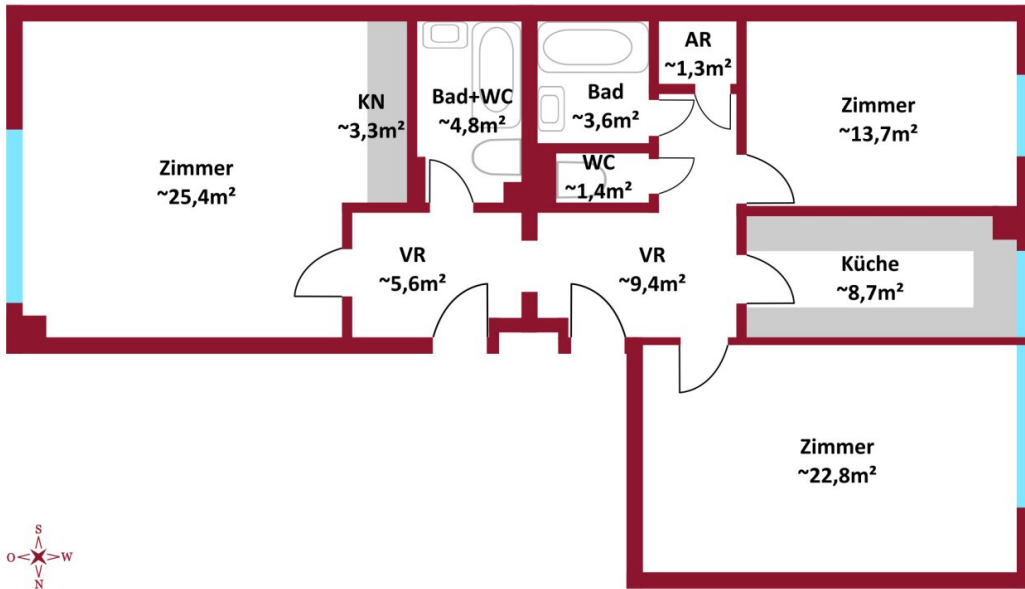 AR
~1,3m²
KN
~3,3m²
Bad+WC
~4,8m²
Bad
~3,6m²
Zimmer
~13,7m²
Zimmer
~25,4m²
WC
~1,4m²
VR
~5,6m²
VR
~9,4m²
Küche
~8,7m²
Zimmer
~22,8m²
S
O W
N